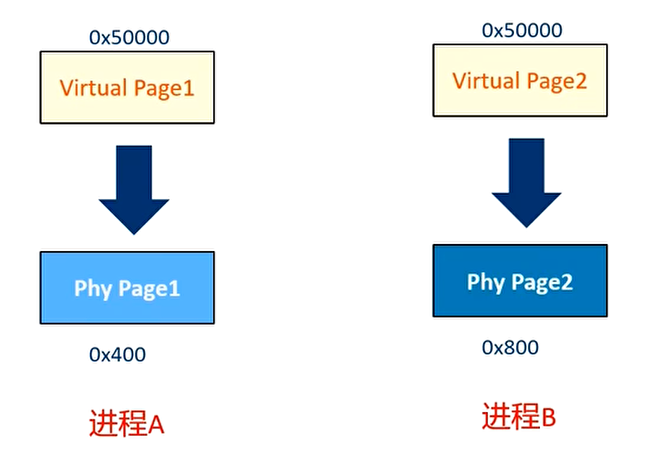 0x50000
Virtual Page1
Phy Page1
0x400
进程A
0x50000
Virtual Page2
Phy Page2
0x800
进程B